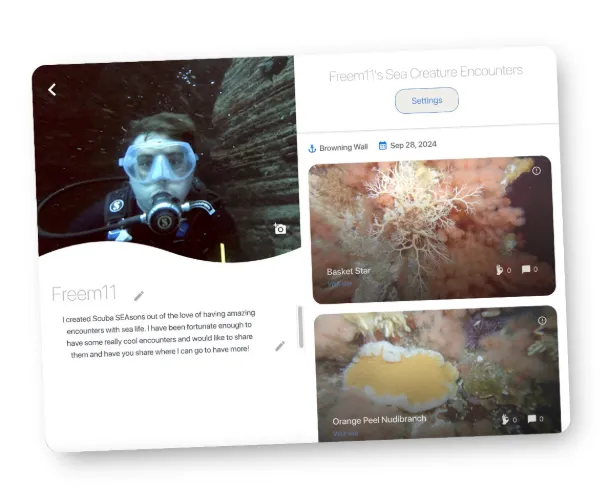 Freem11's Sea Creature Encounters
Settings
Browning Wall Sep 28, 2024
Basket Star
0 0
Freem11
I created Scuba SEAsons out of the love of having amazing
encounters with sea life. I have been fortunate enough to
have some really cool encounters and would like to share
them and have you share where I can go to have more!
Orange Peel Nudibranch
0 0